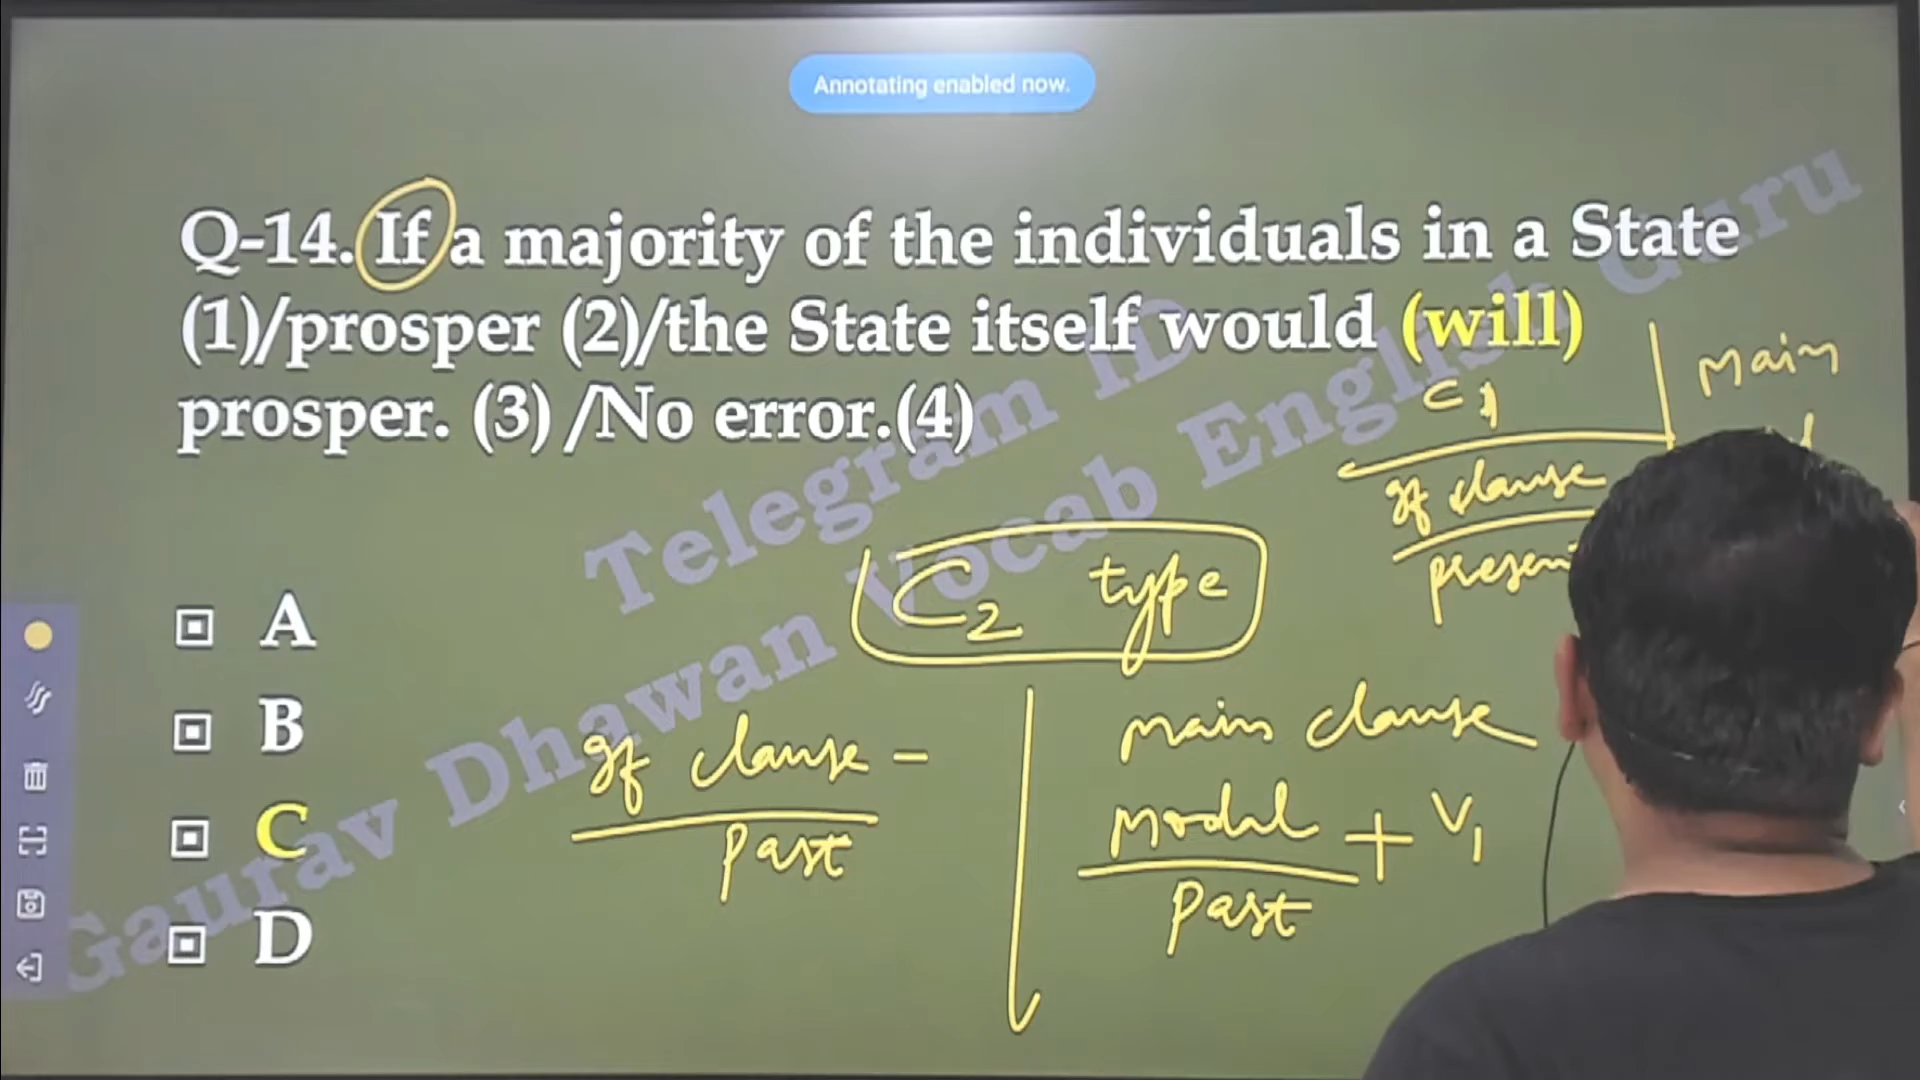 Annotating enabled now.
Q-14. If a majority of the individuals in a State
(1)/prosper (2)/the State itself would (will)
prosper. (3) /No error.(4)
C1
Main
If clause
C2 type
If clause -
Past
main clause
Modal + V1
Past
A
B
C
D
Telegram ID
Gaurav Dhawan Vocab English Guru